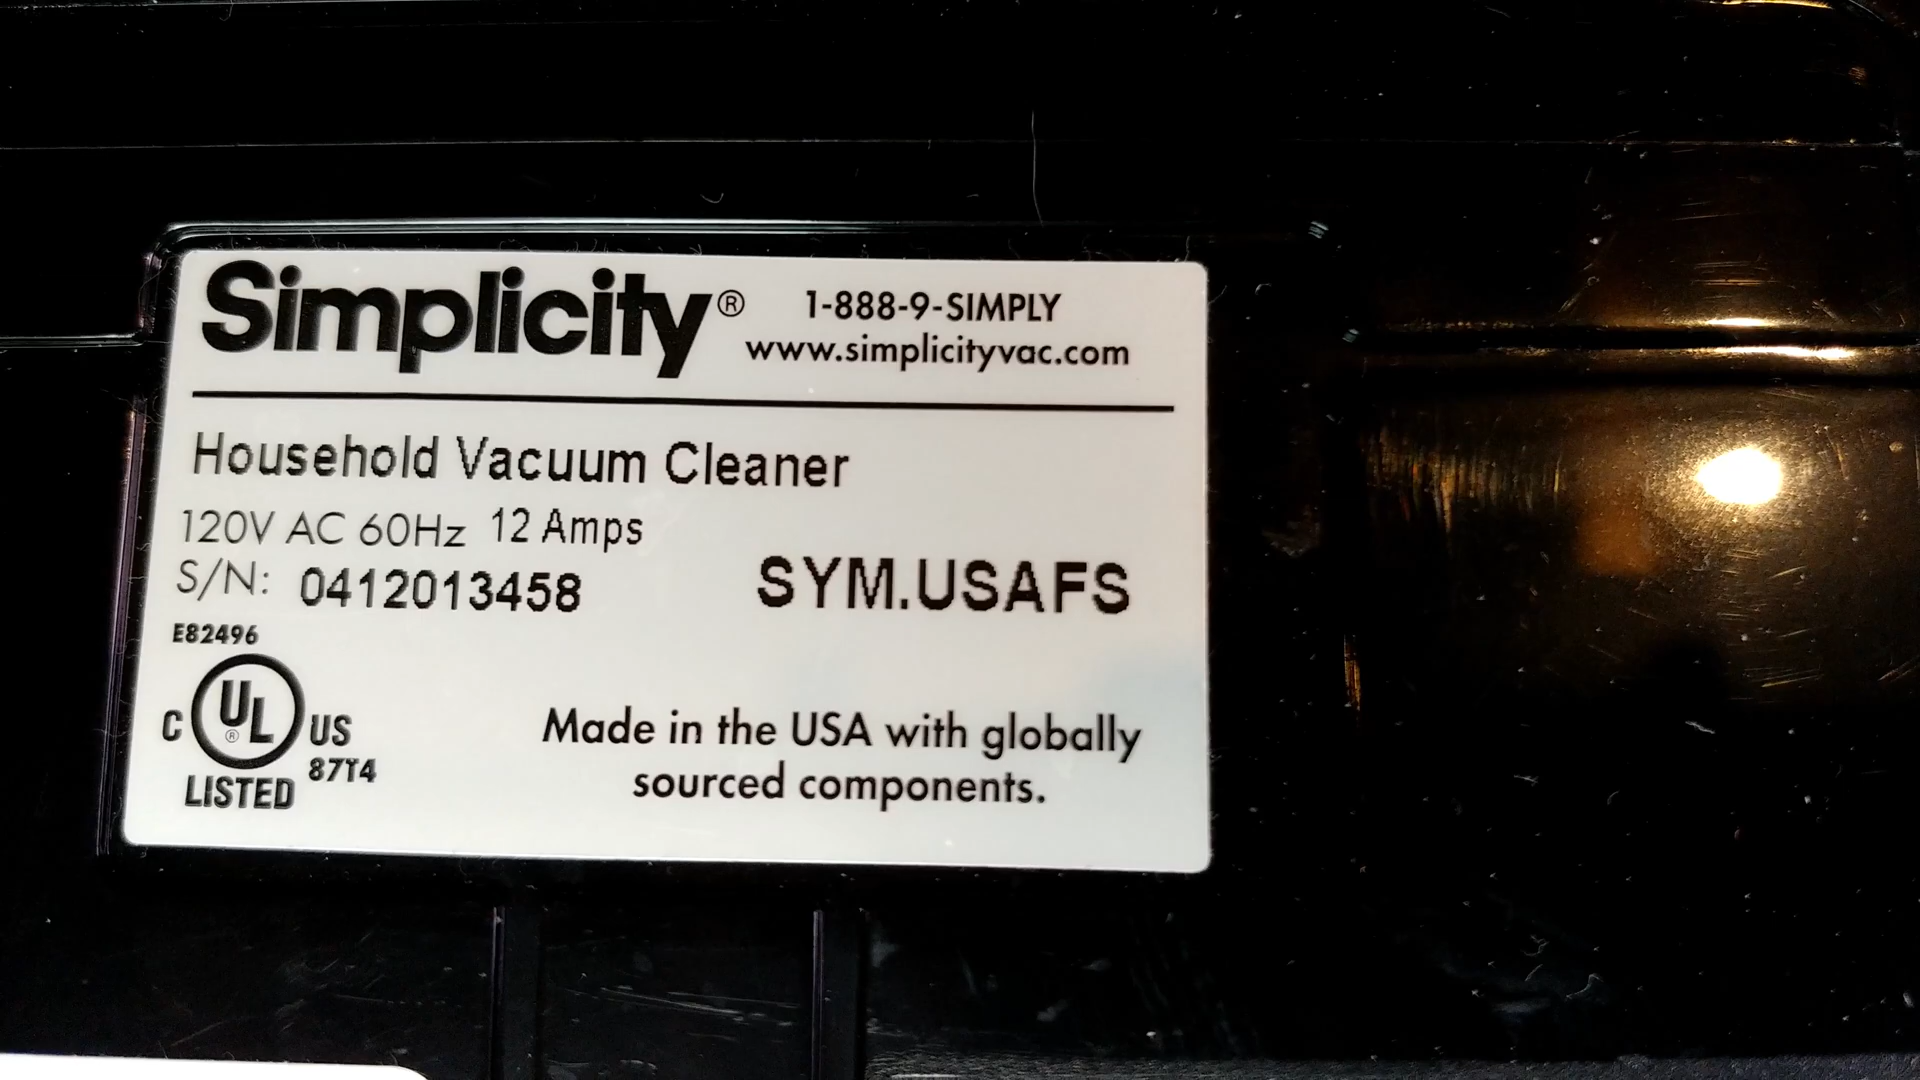 Simplicity® 1-888-9-SIMPLY
www.simplicityvac.com
Household Vacuum Cleaner
120V AC 60Hz 12 Amps
S/N: 0412013458 SYM.USAFS
E82496
C UL® US
87T4
LISTED
Made in the USA with globally
sourced components.